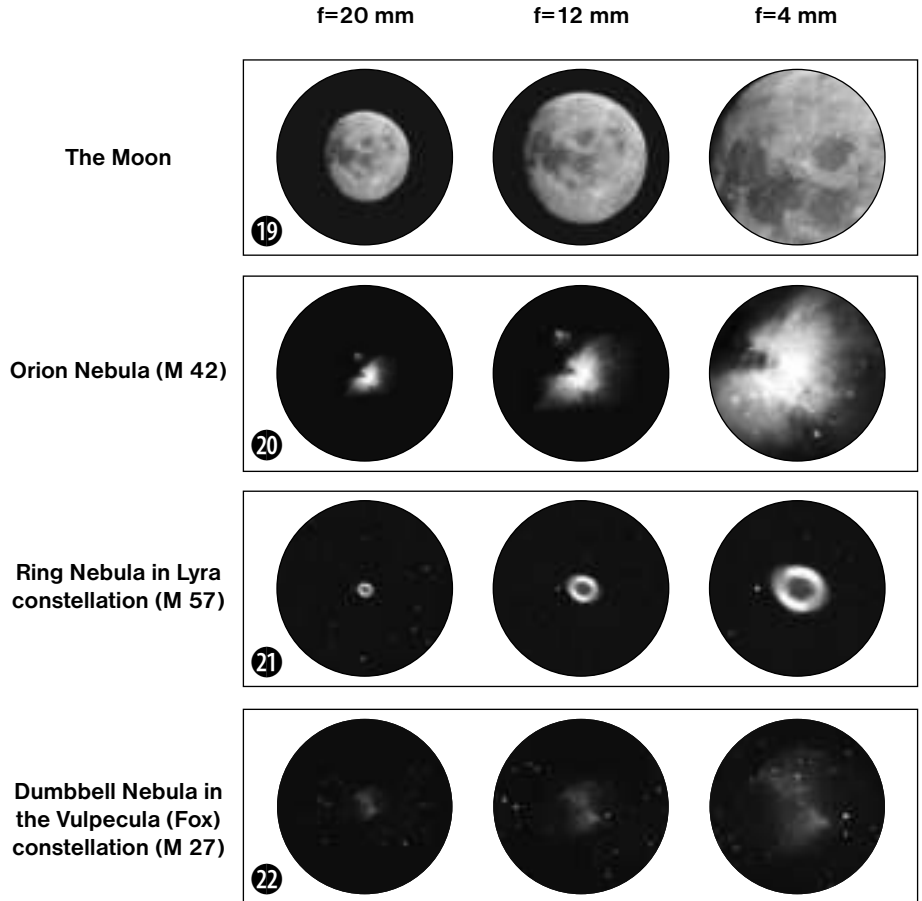 f=20 mm f=12 mm f=4 mm
The Moon
19
Orion Nebula (M 42)
20
Ring Nebula in Lyra
constellation (M 57)
21
Dumbbell Nebula in
the Vulpecula (Fox)
constellation (M 27)
22